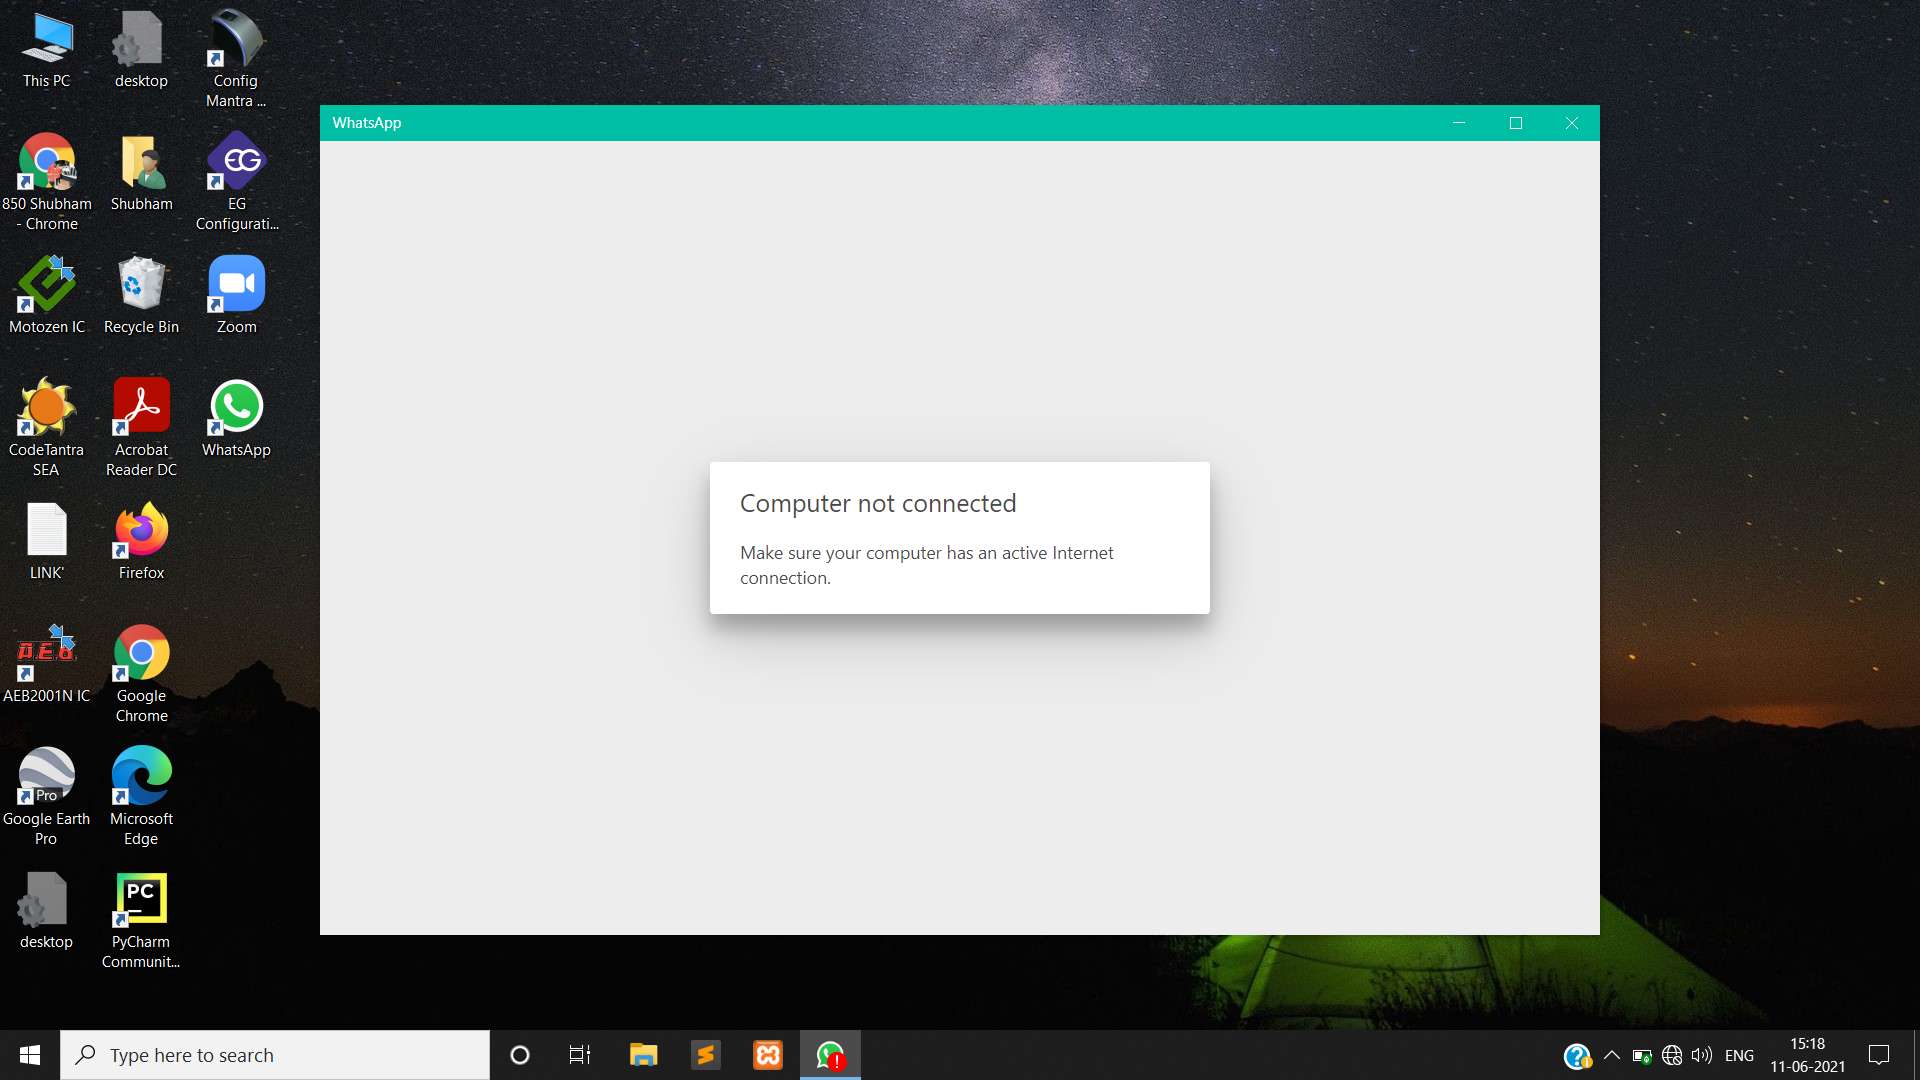 This PC
desktop
Config
Mantra ...
850 Shubham
- Chrome
Shubham
EG
EG
Configurati...
Motozen IC
Recycle Bin
Zoom
CodeTantra
SEA
Acrobat
Reader DC
WhatsApp
LINK'
Firefox
AEB
AEB2001N IC
Google
Chrome
Pro
Google Earth
Pro
Microsoft
Edge
desktop
PC
PyCharm
Communit...
WhatsApp
Computer not connected
Make sure your computer has an active Internet
connection.
Type here to search
ENG
15:18
11-06-2021